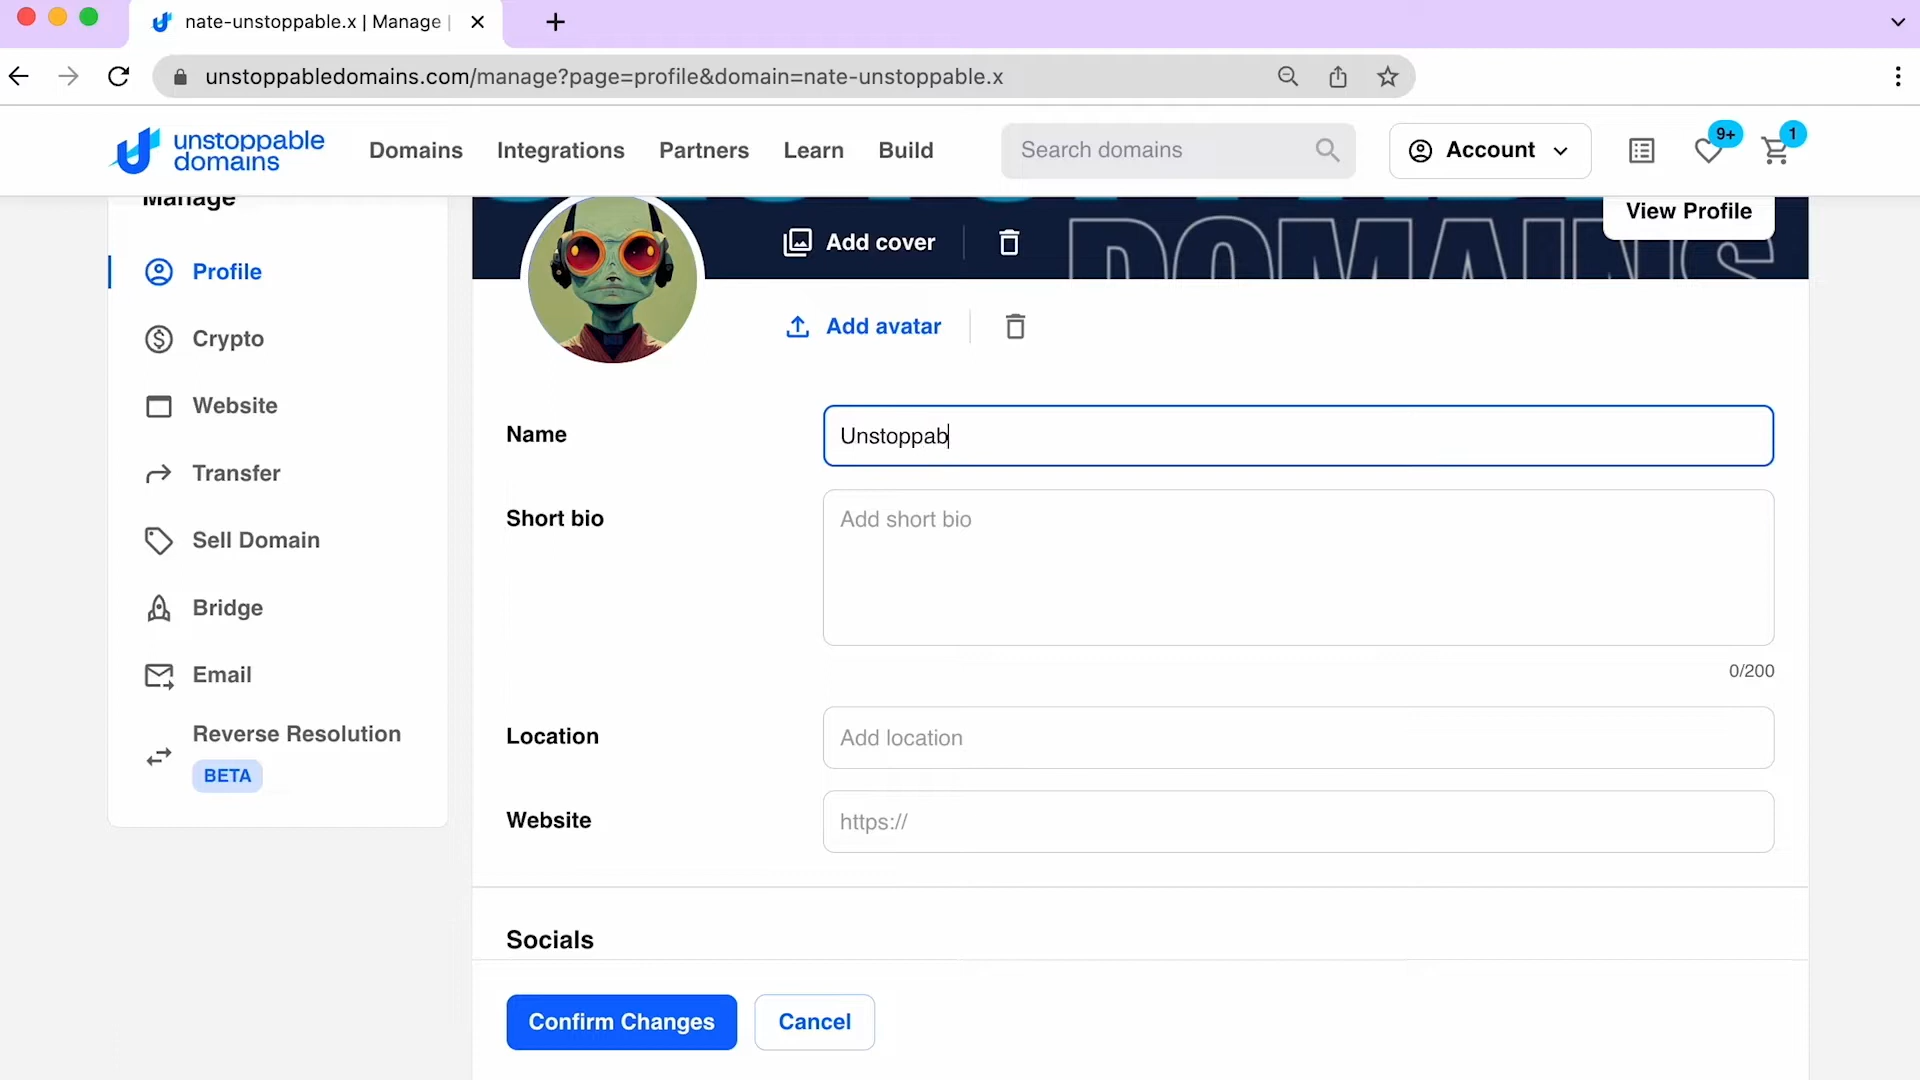 nate-unstoppable.x | Manage |
unstoppabledomains.com/manage?page=profile&domain=nate-unstoppable.x
unstoppable
domains
Domains
Integrations
Partners
Learn
Build
Search domains
Account
9+
1
Manage
Profile
Crypto
Website
Transfer
Sell Domain
Bridge
Email
Reverse Resolution
BETA
DOMAINS
View Profile
Add cover
Add avatar
Name
Unstoppab
Short bio
Add short bio
0/200
Location
Add location
Website
https://
Socials
Confirm Changes
Cancel